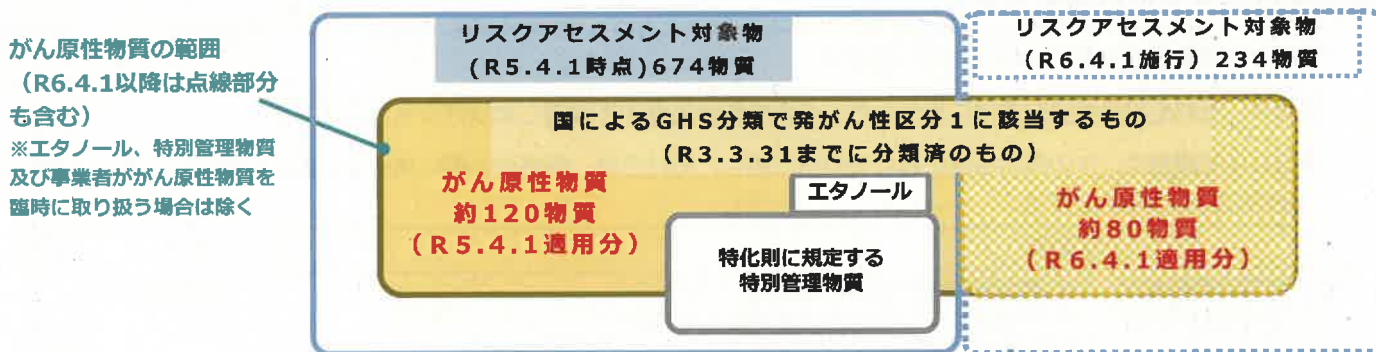 がん原性物質の範囲
（R6.4.1以降は点線部分
も含む）
※エタノール、特別管理物質
及び事業者ががん原性物質を
臨時に取り扱う場合は除く
リスクアセスメント対象物
(R5.4.1時点)674物質
リスクアセスメント対象物
（R6.4.1施行）234物質
国によるGHS分類で発がん性区分１に該当するもの
（R3.3.31までに分類済のもの）
がん原性物質
約120物質
（R5.4.1適用分）
エタノール
特化則に規定する
特別管理物質
がん原性物質
約80物質
（R6.4.1適用分）